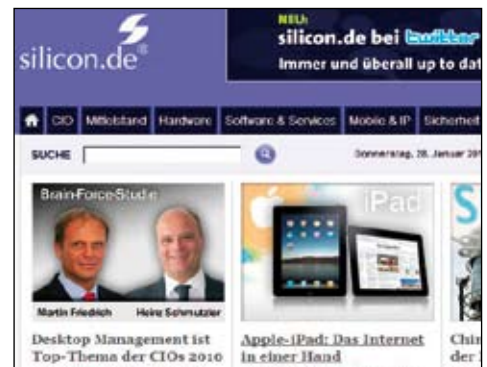 NEU:
silicon.de bei twitter
silicon.de®
Immer und überall up to dat
CIO Mittelstand Hardware Software & Services Mobile & IP Sicherheit
SUCHE
Donnerstag, 28. Januar 201
Brain-Force-Studie
iPad
S
Martin Friedrich Heinz Schmutzler
Desktop Management ist
Top-Thema der CIOs 2010
Apple-iPad: Das Internet
in einer Hand
Chin
der